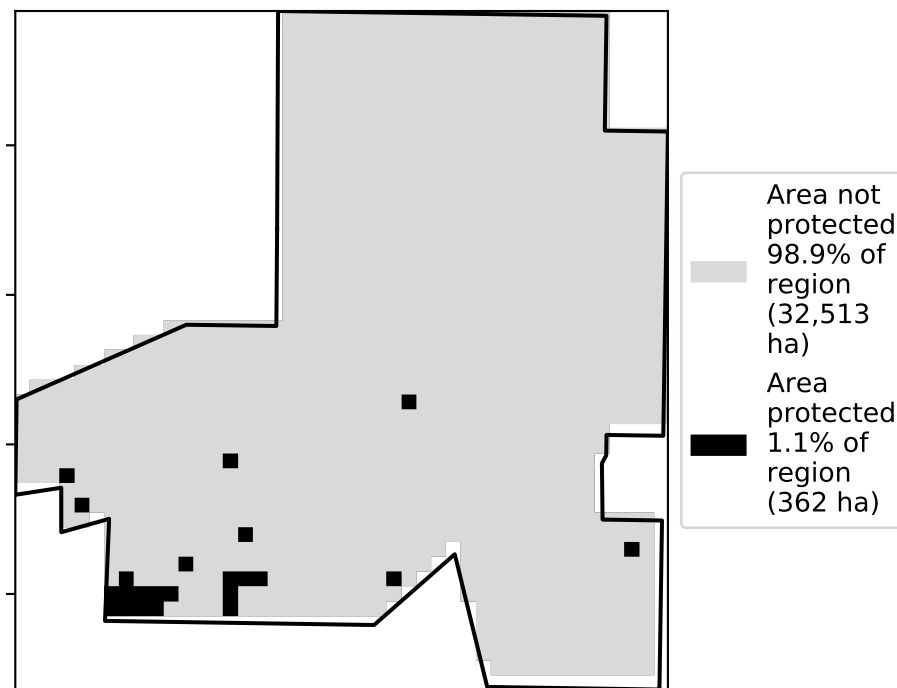 Area not
protected
98.9% of
region
(32,513
ha)
Area
protected
1.1% of
region
(362 ha)